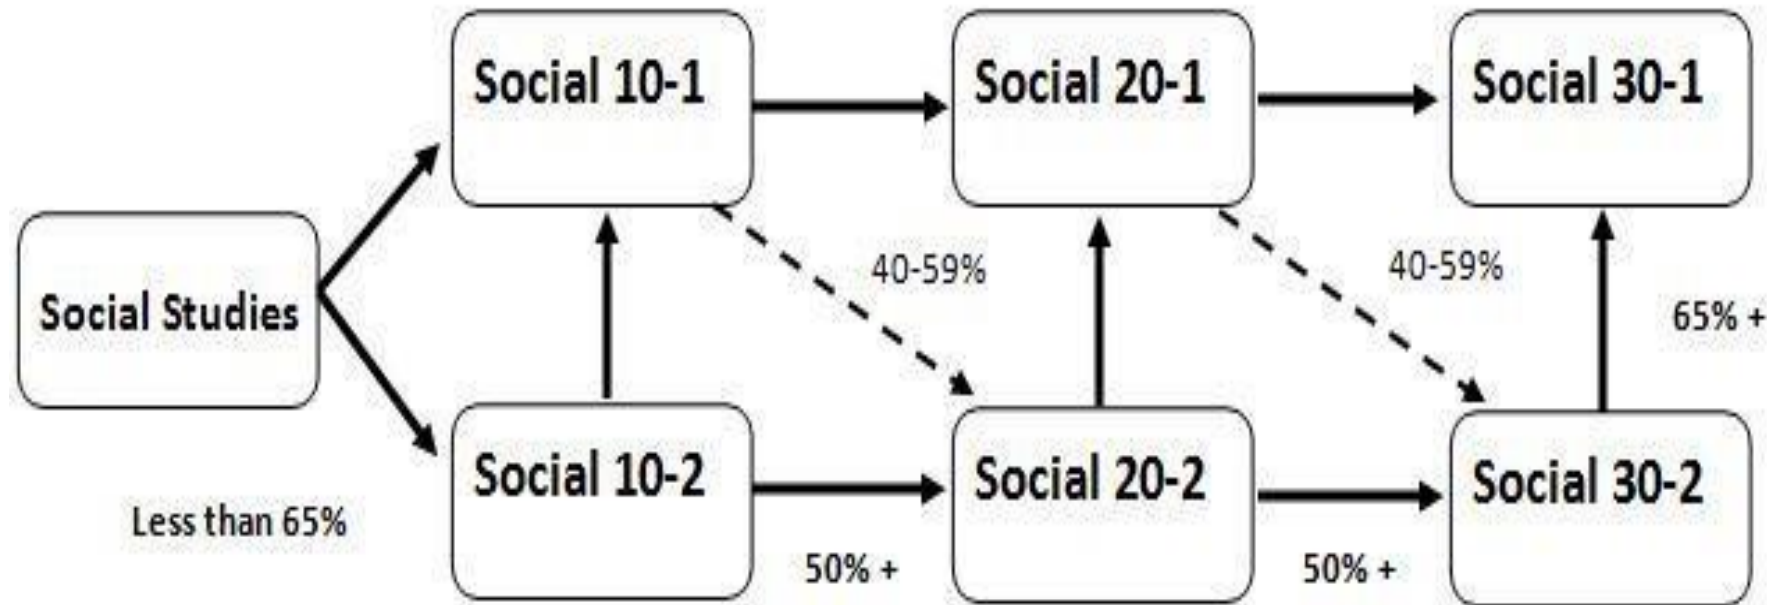 Social 10-1
Social 20-1
Social 30-1
40-59%
40-59%
Social Studies
65% +
Social 10-2
Social 20-2
Social 30-2
Less than 65%
50% +
50% +